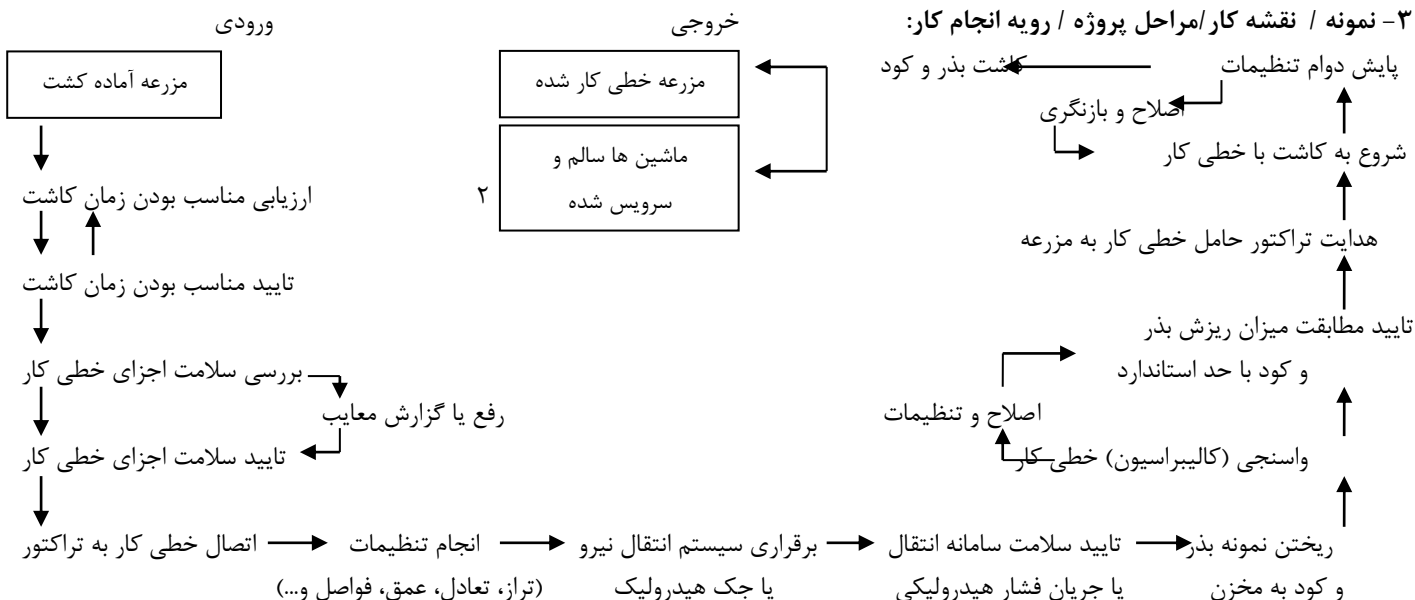 ۳- نمونه / نقشه کار/مراحل پروژه / رویه انجام کار:
ورودی
مزرعه آماده کشت
ارزیابی مناسب بودن زمان کاشت
تایید مناسب بودن زمان کاشت
بررسی سلامت اجزای خطی کار
رفع یا گزارش معایب
تایید سلامت اجزای خطی کار
اتصال خطی کار به تراکتور
انجام تنظیمات
(تراز، تعادل، عمق، فواصل و...)
برقراری سیستم انتقال نیرو
یا جک هیدرولیک
تایید سلامت سامانه انتقال
یا جریان فشار هیدرولیکی
ریختن نمونه بذر
و کود به مخزن
واسنجی (کالیبراسیون) خطی کار
اصلاح و تنظیمات
تایید مطابقت میزان ریزش بذر
و کود با حد استاندارد
هدایت تراکتور حامل خطی کار به مزرعه
شروع به کاشت با خطی کار
اصلاح و بازنگری
پایش دوام تنظیمات
کاشت بذر و کود
خروجی
مزرعه خطی کار شده
ماشین ها سالم و
سرویس شده
۲